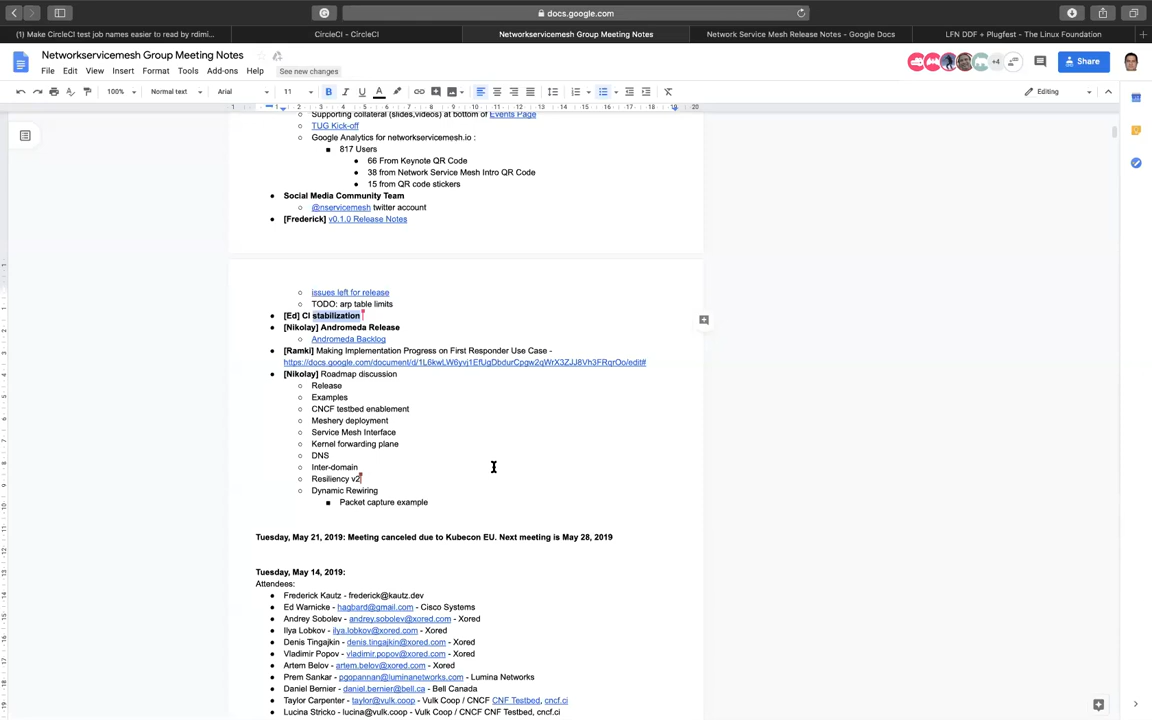 docs.google.com
(1) Make CircleCI test job names easier to read by rdimi...
CircleCI - CircleCI
Networkservicemesh Group Meeting Notes
Network Service Mesh Release Notes - Google Docs
LFN DDF + Plugfest - The Linux Foundation
Networkservicemesh Group Meeting Notes
File Edit View Insert Format Tools Add-ons Help See new changes
+4
Share
100% Normal text Arial 11
Editing
Supporting collateral (slides,videos) at bottom of Events Page
TUG Kick-off
Google Analytics for networkservicemesh.io :
817 Users
66 From Keynote QR Code
38 from Network Service Mesh Intro QR Code
15 from QR code stickers
Social Media Community Team
@nservicemesh twitter account
[Frederick] v0.1.0 Release Notes
issues left for release
TODO: arp table limits
[Ed] CI stabilization
[Nikolay] Andromeda Release
Andromeda Backlog
[Ramki] Making Implementation Progress on First Responder Use Case -
https://docs.google.com/document/d/1L6kwLW6yvj1EfUgDbdurCpgw2qWrX3ZJJ8Vh3FRqrOo/edit#
[Nikolay] Roadmap discussion
Release
Examples
CNCF testbed enablement
Meshery deployment
Service Mesh Interface
Kernel forwarding plane
DNS
Inter-domain
Resiliency v2
Dynamic Rewiring
Packet capture example
Tuesday, May 21, 2019: Meeting canceled due to Kubecon EU. Next meeting is May 28, 2019
Tuesday, May 14, 2019:
Attendees:
Frederick Kautz - frederick@kautz.dev
Ed Warnicke - hagbard@gmail.com - Cisco Systems
Andrey Sobolev - andrey.sobolev@xored.com - Xored
Ilya Lobkov - ilya.lobkov@xored.com - Xored
Denis Tingajkin - denis.tingajkin@xored.com - Xored
Vladimir Popov - vladimir.popov@xored.com - Xored
Artem Belov - artem.belov@xored.com - Xored
Prem Sankar - pgopannan@luminanetworks.com - Lumina Networks
Daniel Bernier - daniel.bernier@bell.ca - Bell Canada
Taylor Carpenter - taylor@vulk.coop - Vulk Coop / CNCF CNF Testbed, cncf.ci
Lucina Stricko - lucina@vulk.coop - Vulk Coop / CNCF CNF Testbed, cncf.ci